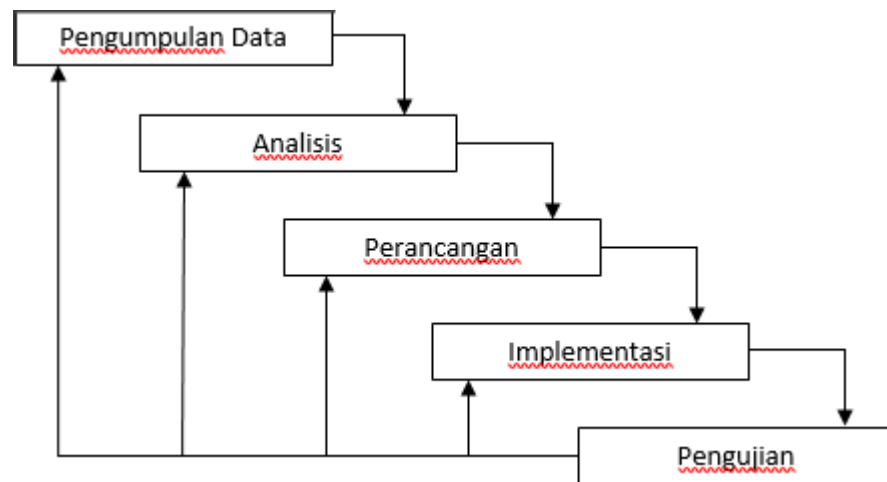 Pengumpulan Data
Analisis
Perancangan
Implementasi
Pengujian